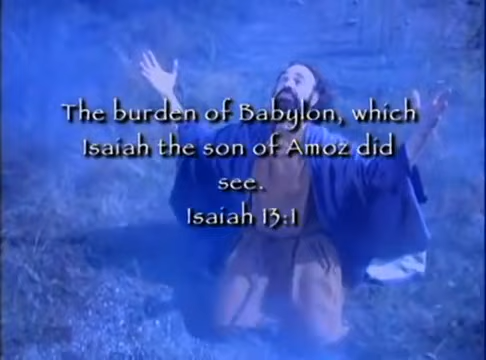 The burden of Babylon, which
Isaiah the son of Amoz did
see.
Isaiah 13:1